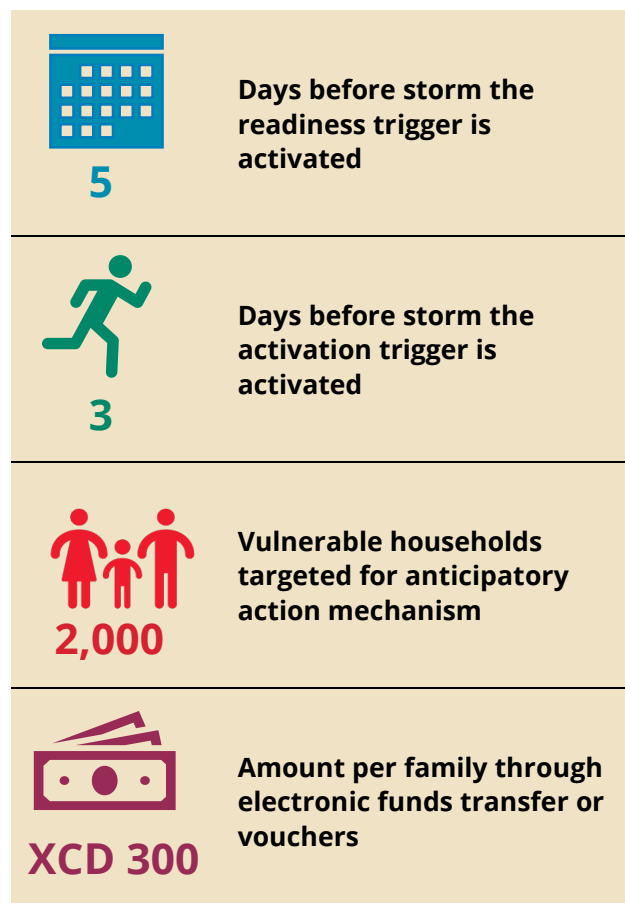 5
Days before storm the
readiness trigger is
activated
3
Days before storm the
activation trigger is
activated
2,000
Vulnerable households
targeted for anticipatory
action mechanism
XCD 300
Amount per family through
electronic funds transfer or
vouchers